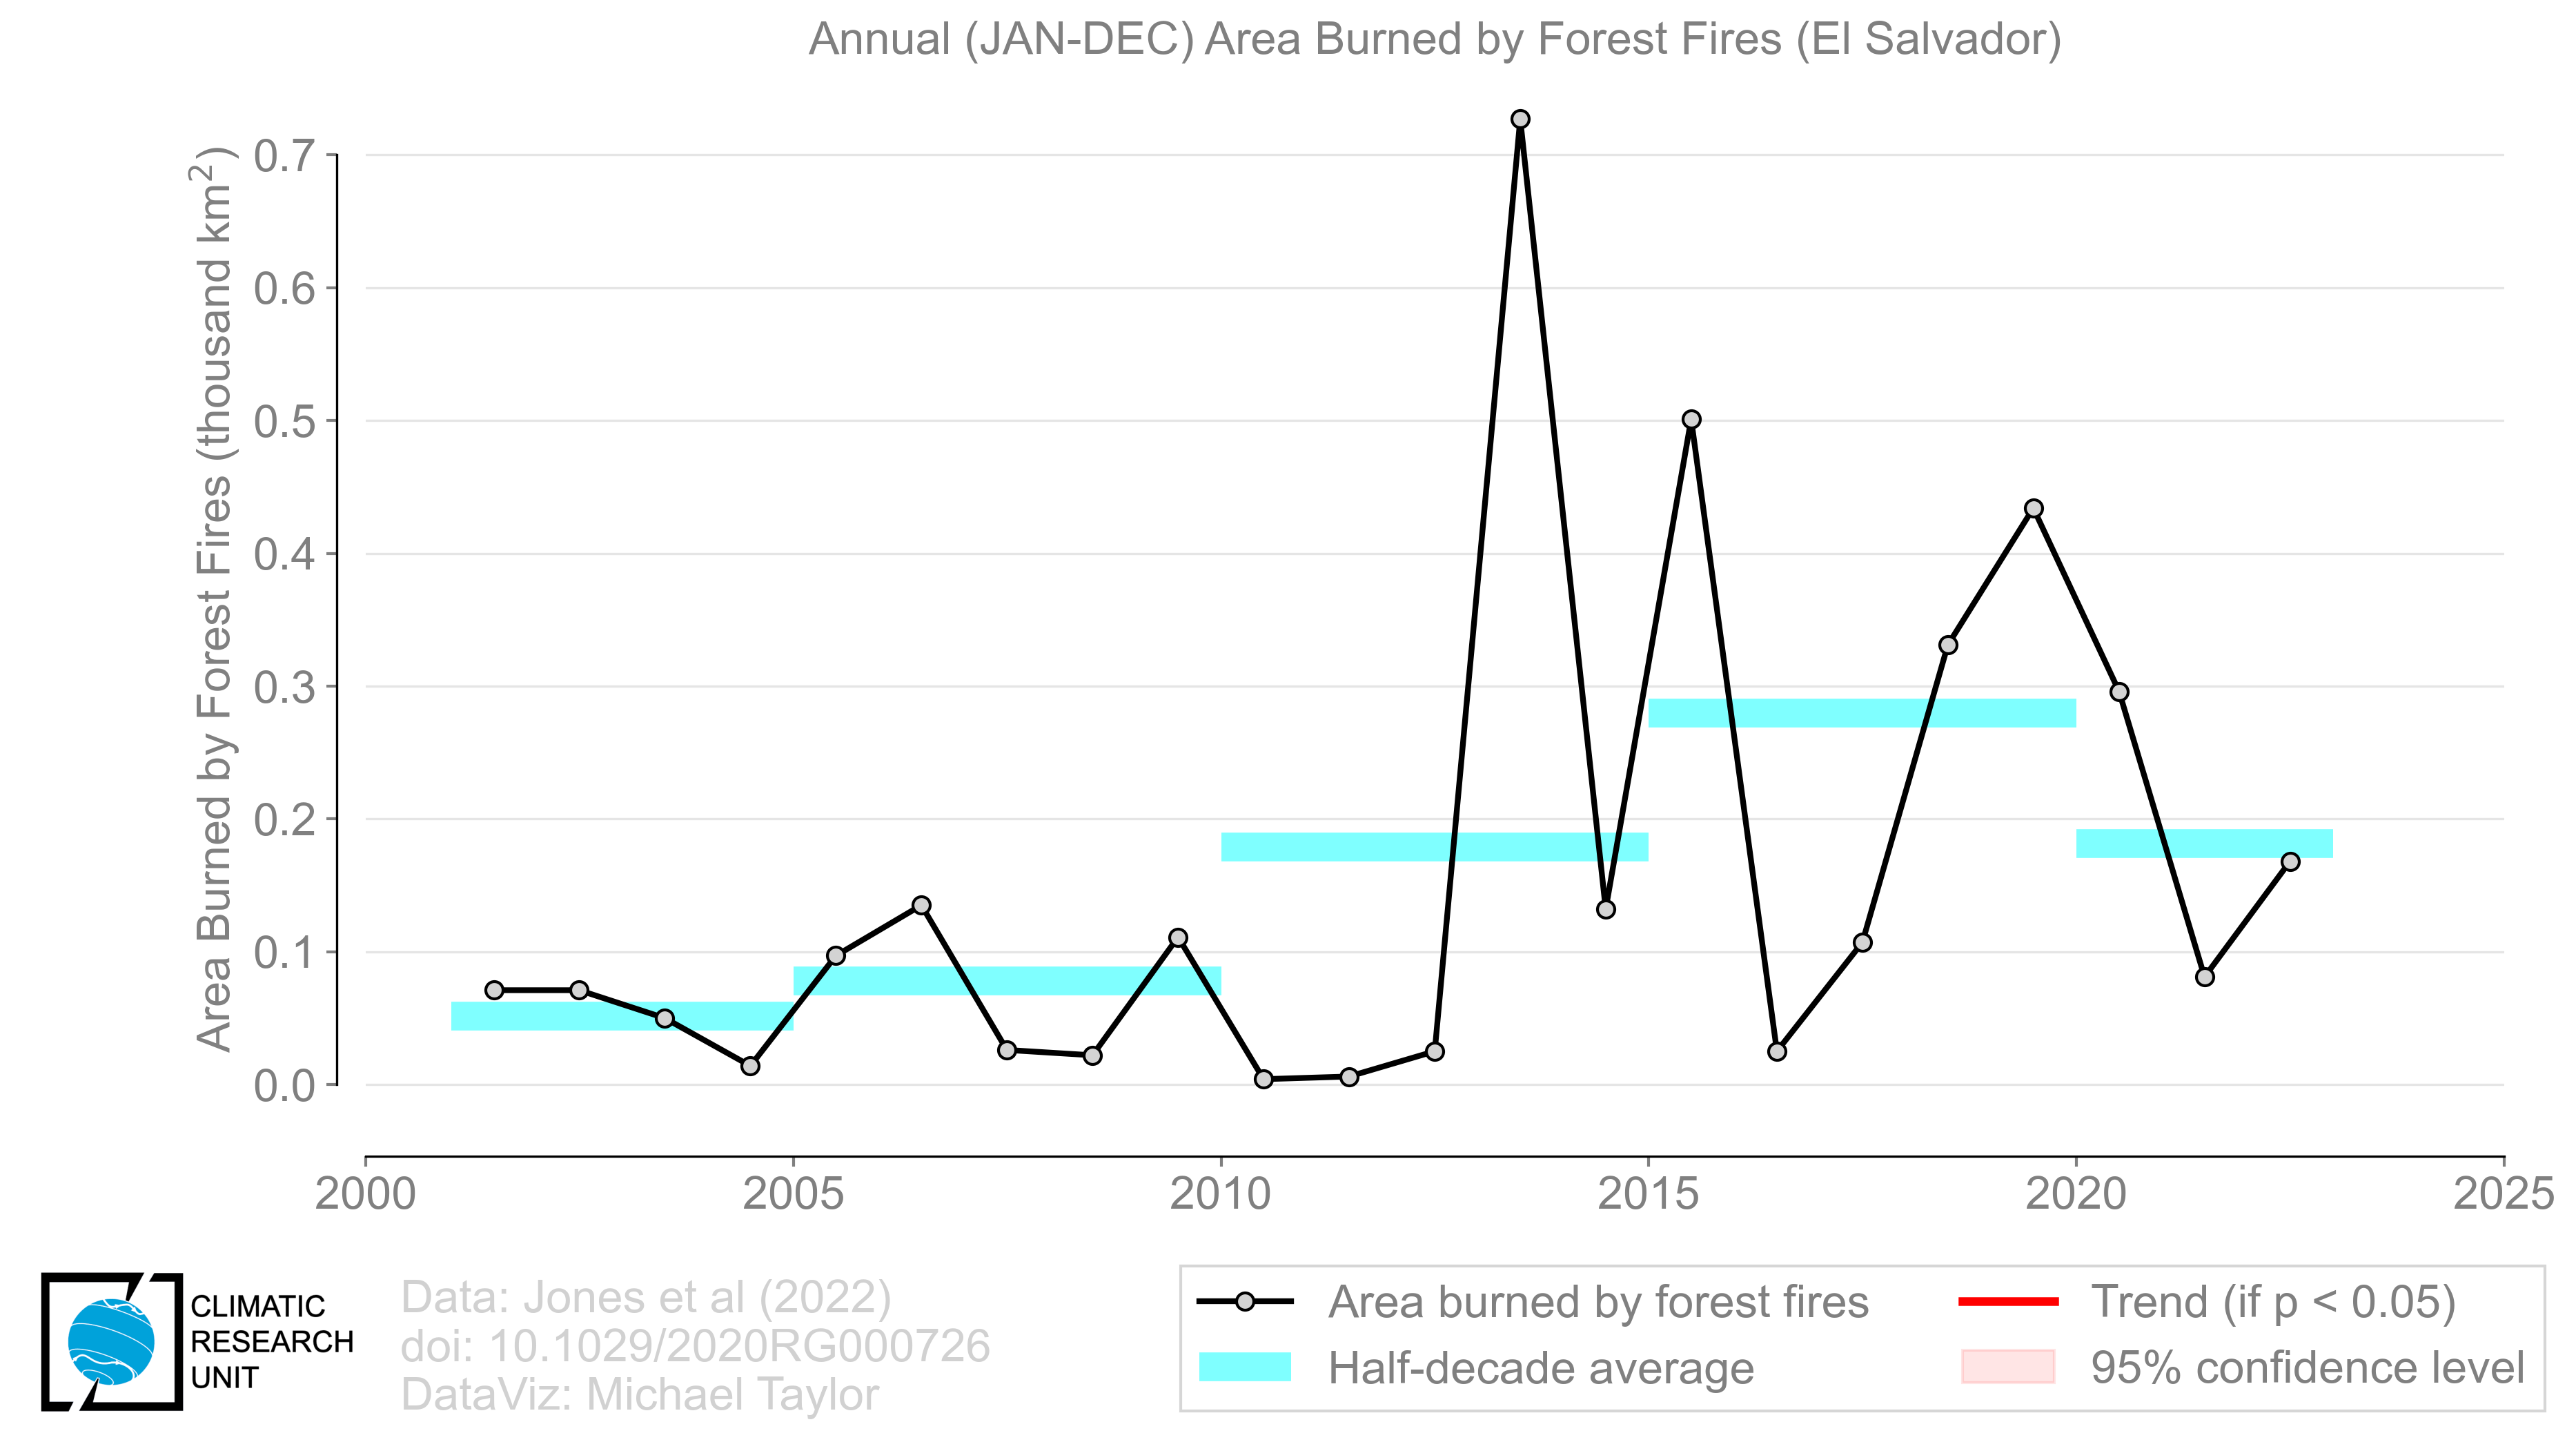 Annual (JAN-DEC) Area Burned by Forest Fires (El Salvador)
Area Burned by Forest Fires (thousand km²)
0.7
0.6
0.5
0.4
0.3
0.2
0.1
0.0
2000 2005 2010 2015 2020 2025
CLIMATIC
RESEARCH
UNIT
Data: Jones et al (2022)
doi: 10.1029/2020RG000726
DataViz: Michael Taylor
Area burned by forest fires
Half-decade average
Trend (if p < 0.05)
95% confidence level